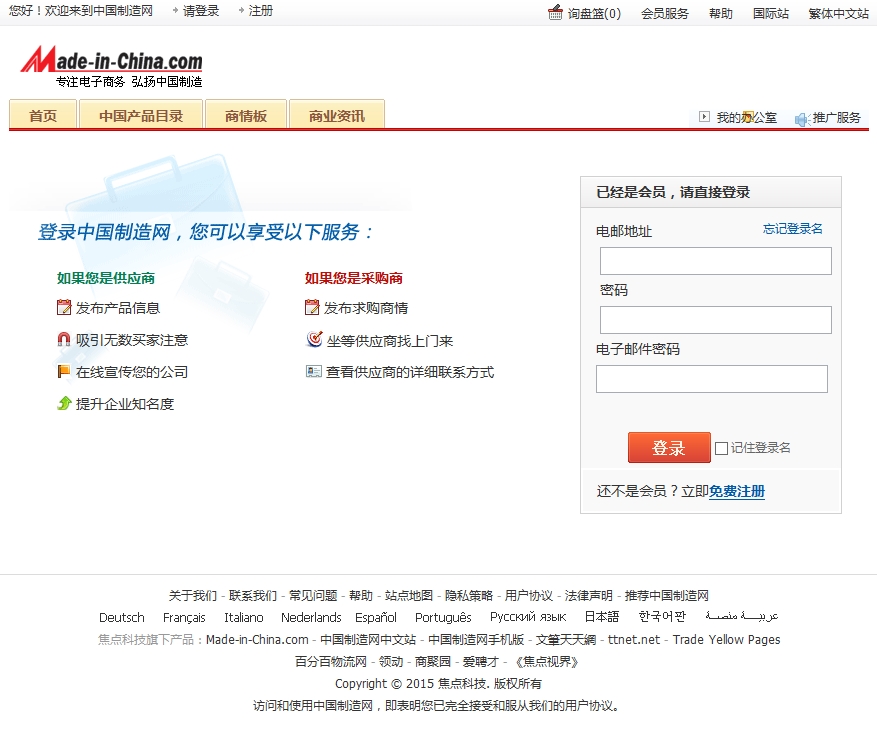 您好！欢迎来到中国制造网 请登录 注册 询盘篮(0) 会员服务 帮助 国际站 繁体中文站
Made-in-China.com
专注电子商务 弘扬中国制造
首页 中国产品目录 商情板 商业资讯 我的办公室 推广服务
已经是会员，请直接登录
登录中国制造网，您可以享受以下服务：
电邮地址 忘记登录名
如果您是供应商 如果您是采购商
密码
发布产品信息 发布求购商情
吸引无数买家注意 坐等供应商找上门来
电子邮件密码
在线宣传您的公司 查看供应商的详细联系方式
提升企业知名度
登录 记住登录名
还不是会员？立即免费注册
关于我们 - 联系我们 - 常见问题 - 帮助 - 站点地图 - 隐私策略 - 用户协议 - 法律声明 - 推荐中国制造网
Deutsch Français Italiano Nederlands Español Português Русский язык 日本語 한국어판 منصة عربية
焦点科技旗下产品：Made-in-China.com - 中国制造网中文站 - 中国制造网手机版 - 文筆天天網 - ttnet.net - Trade Yellow Pages
百分百物流网 - 领动 - 商聚园 - 爱聘才 - 《焦点视界》
Copyright © 2015 焦点科技. 版权所有
访问和使用中国制造网，即表明您已完全接受和服从我们的用户协议。